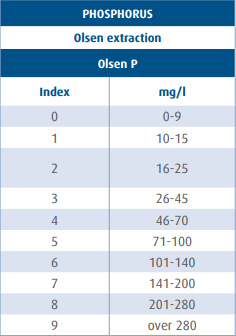 PHOSPHORUS
Olsen extraction
Olsen P
Index mg/l
0 0-9
1 10-15
2 16-25
3 26-45
4 46-70
5 71-100
6 101-140
7 141-200
8 201-280
9 over 280